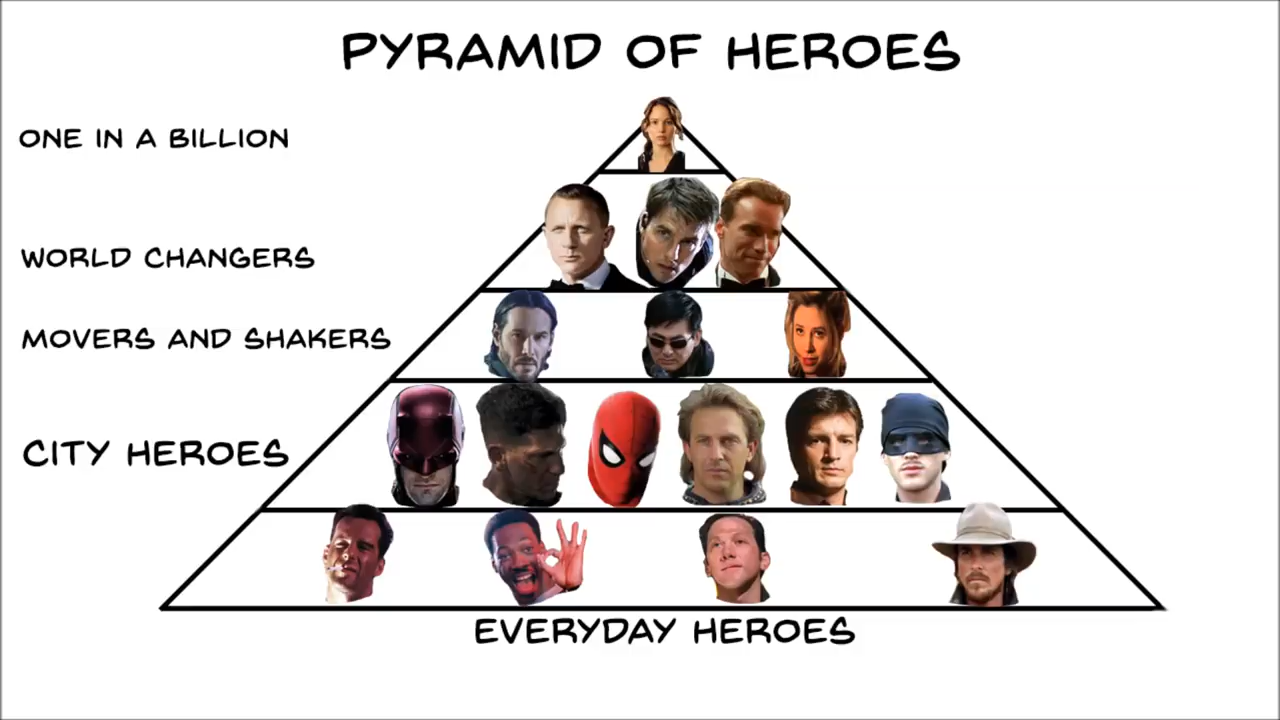 PYRAMID OF HEROES
ONE IN A BILLION
WORLD CHANGERS
MOVERS AND SHAKERS
CITY HEROES
EVERYDAY HEROES